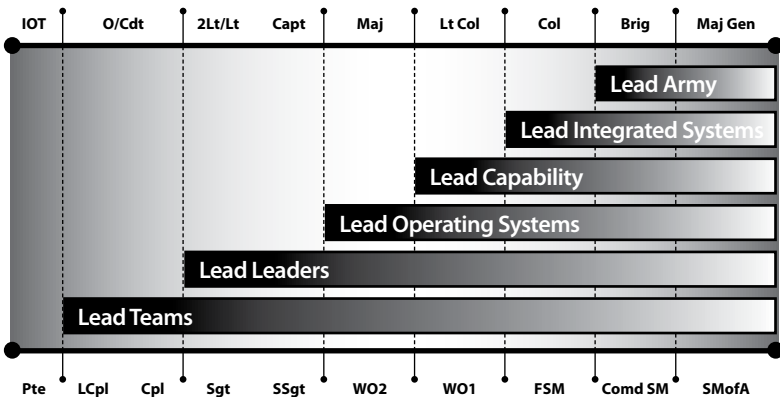 IOT O/Cdt 2Lt/Lt Capt Maj Lt Col Col Brig Maj Gen
Lead Army
Lead Integrated Systems
Lead Capability
Lead Operating Systems
Lead Leaders
Lead Teams
Pte LCpl Cpl Sgt SSgt WO2 WO1 FSM Comd SM SMofA